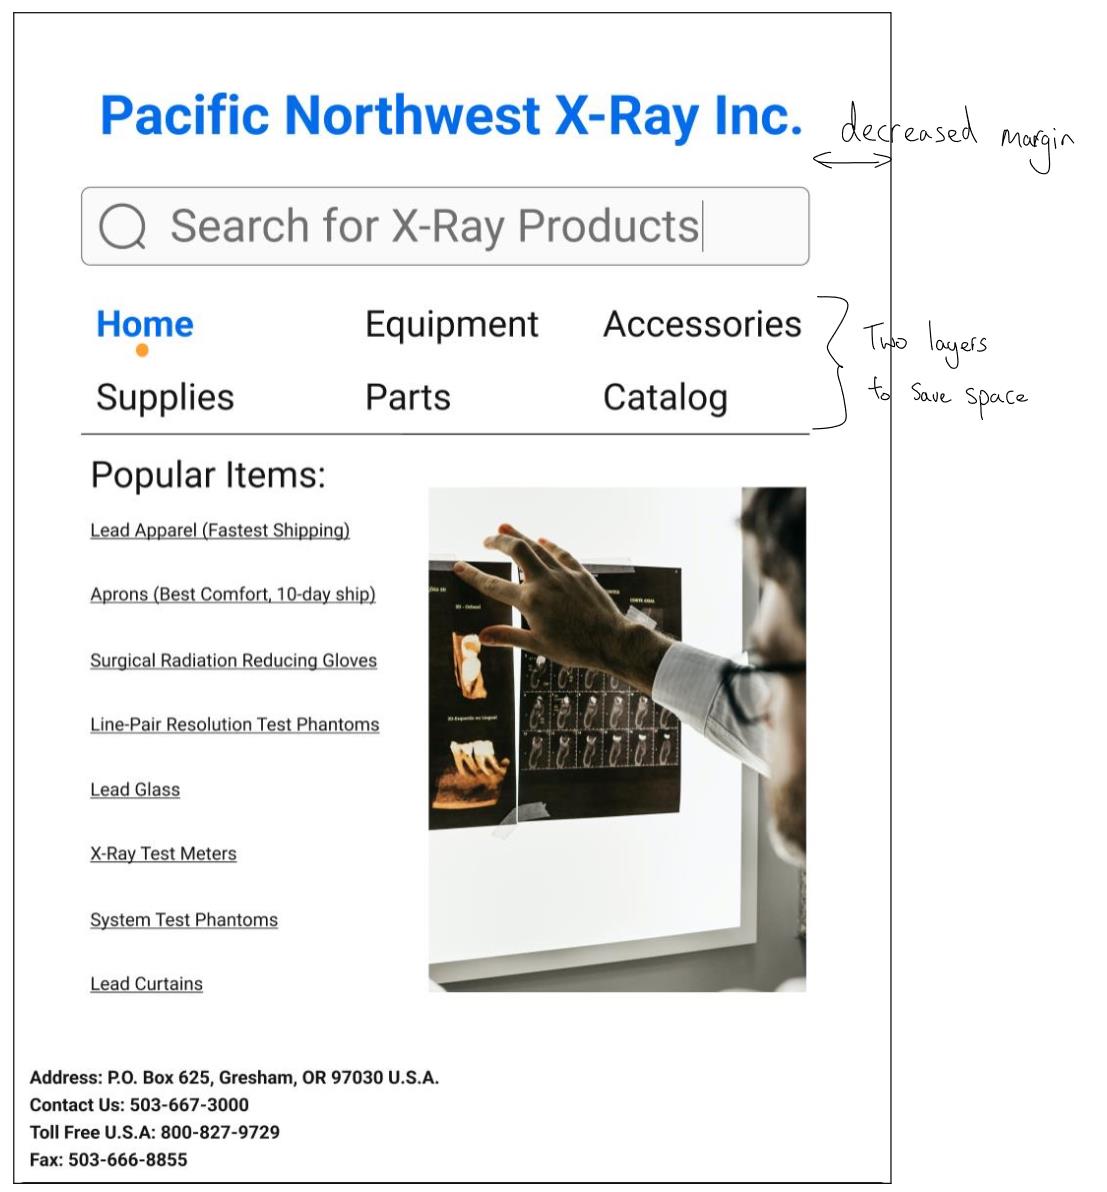 Pacific Northwest X-Ray Inc.
decreased margin
Search for X-Ray Products
Home Equipment Accessories
Two layers
Supplies Parts Catalog
to save space
Popular Items:
Lead Apparel (Fastest Shipping)
Aprons (Best Comfort, 10-day ship)
Surgical Radiation Reducing Gloves
Line-Pair Resolution Test Phantoms
Lead Glass
X-Ray Test Meters
System Test Phantoms
Lead Curtains
Address: P.O. Box 625, Gresham, OR 97030 U.S.A.
Contact Us: 503-667-3000
Toll Free U.S.A: 800-827-9729
Fax: 503-666-8855